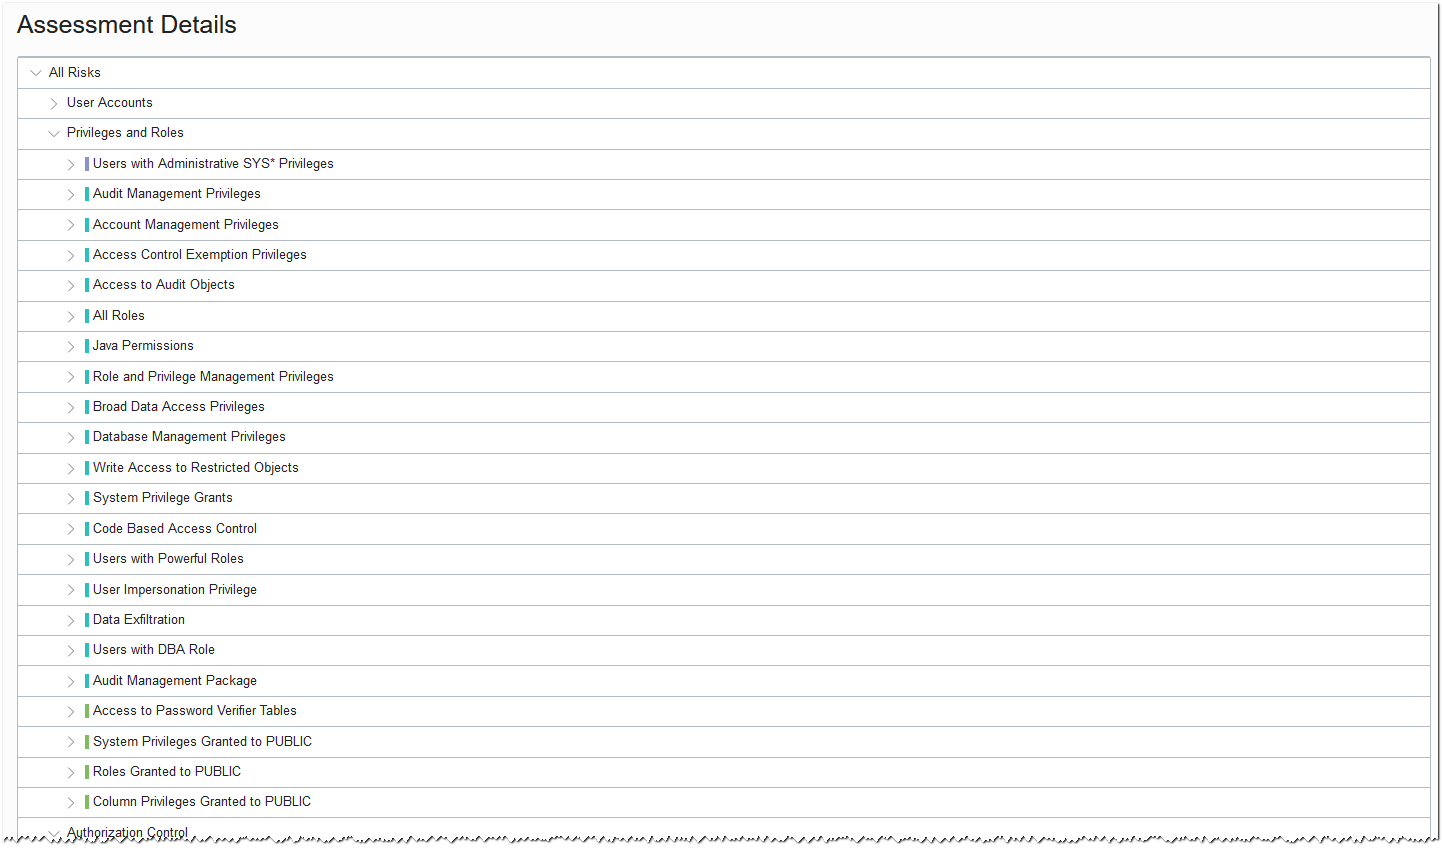 Assessment Details
All Risks
User Accounts
Privileges and Roles
Users with Administrative SYS* Privileges
Audit Management Privileges
Account Management Privileges
Access Control Exemption Privileges
Access to Audit Objects
All Roles
Java Permissions
Role and Privilege Management Privileges
Broad Data Access Privileges
Database Management Privileges
Write Access to Restricted Objects
System Privilege Grants
Code Based Access Control
Users with Powerful Roles
User Impersonation Privilege
Data Exfiltration
Users with DBA Role
Audit Management Package
Access to Password Verifier Tables
System Privileges Granted to PUBLIC
Roles Granted to PUBLIC
Column Privileges Granted to PUBLIC
Authorization Control